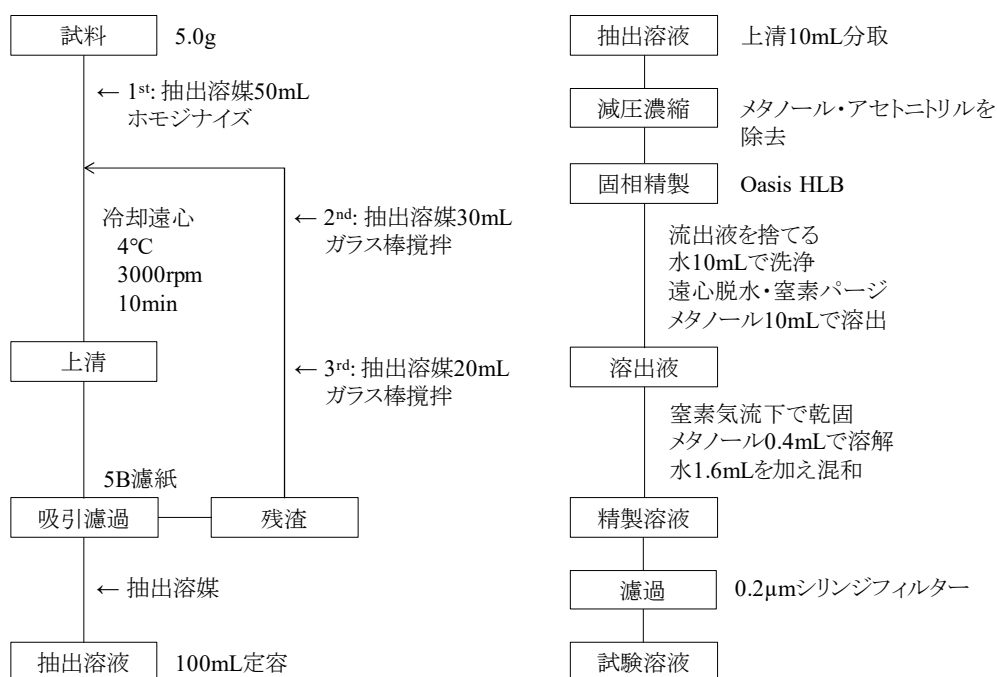 試料
5.0g
← 1st: 抽出溶媒50mL
ホモジナイズ
冷却遠心
4℃
3000rpm
10min
← 2nd: 抽出溶媒30mL
ガラス棒撹拌
上清
← 3rd: 抽出溶媒20mL
ガラス棒撹拌
5B濾紙
吸引濾過
残渣
← 抽出溶媒
抽出溶液
100mL定容
抽出溶液
上清10mL分取
減圧濃縮
メタノール・アセトニトリルを
除去
固相精製
Oasis HLB
流出液を捨てる
水10mLで洗浄
遠心脱水・窒素パージ
メタノール10mLで溶出
溶出液
窒素気流下で乾固
メタノール0.4mLで溶解
水1.6mLを加え混和
精製溶液
濾過
0.2µmシリンジフィルター
試験溶液